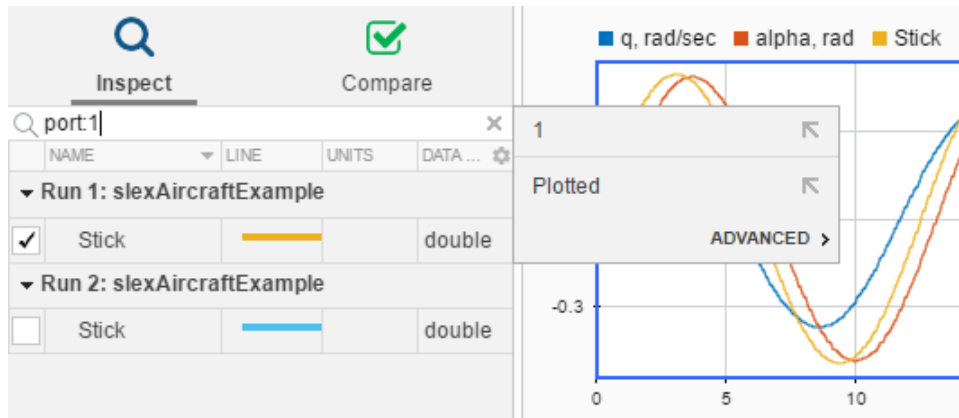 Inspect
Compare
port:1
NAME LINE UNITS DATA ...
Run 1: slexAircraftExample
Stick double
Run 2: slexAircraftExample
Stick double
q, rad/sec alpha, rad Stick
1
Plotted
ADVANCED >
-0.3
0 5 10